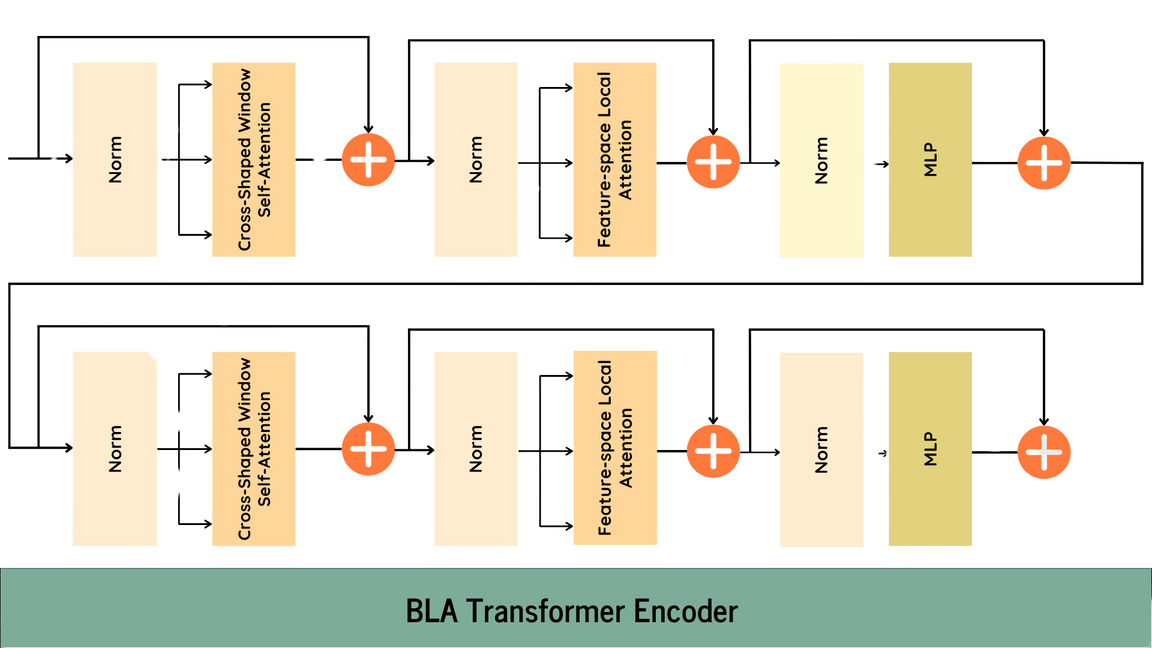 Norm
Cross-Shaped Window
Self-Attention
Norm
Feature-space Local
Attention
Norm
MLP
Norm
Cross-Shaped Window
Self-Attention
Norm
Feature-space Local
Attention
Norm
MLP
BLA Transformer Encoder